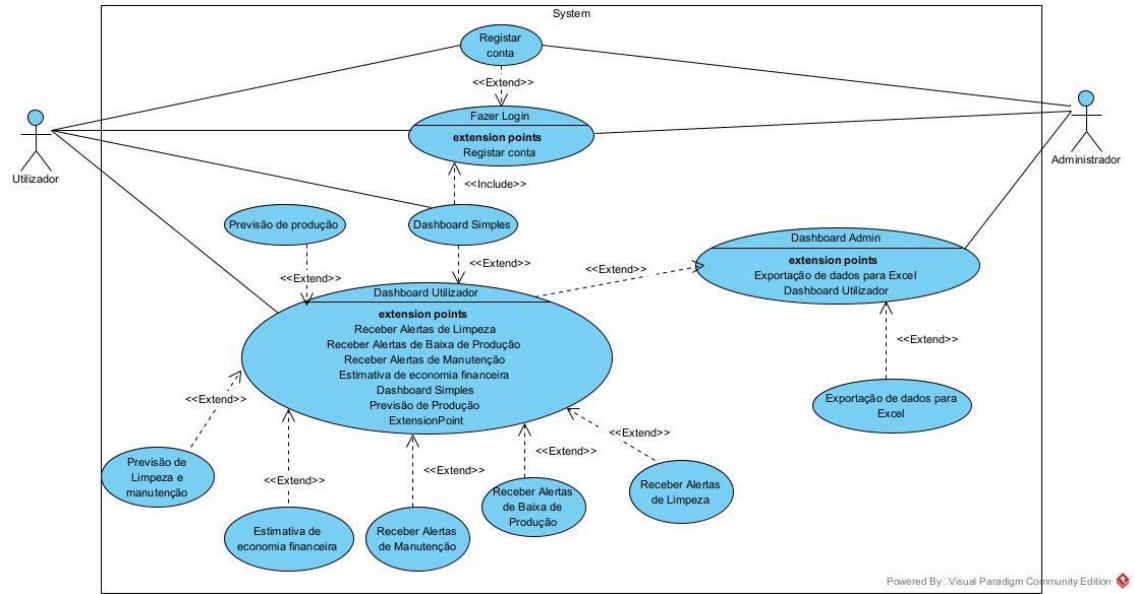 System
Registar
conta
<<Extend>>
Fazer Login
extension points
Registar conta
Utilizador
Administrador
<<Include>>
Previsão de produção
Dashboard Simples
Dashboard Admin
extension points
Exportação de dados para Excel
Dashboard Utilizador
<<Extend>>
<<Extend>>
<<Extend>>
Dashboard Utilizador
extension points
Receber Alertas de Limpeza
Receber Alertas de Baixa de Produção
Receber Alertas de Manutenção
Estimativa de economia financeira
Dashboard Simples
Previsão de Produção
ExtensionPoint
<<Extend>>
<<Extend>>
Exportação de dados para
Excel
<<Extend>>
<<Extend>>
<<Extend>>
<<Extend>>
Previsão de
Limpeza e
manutenção
Estimativa de
economia financeira
Receber Alertas
de Manutenção
Receber Alertas
de Baixa de
Produção
Receber Alertas
de Limpeza
Powered By Visual Paradigm Community Edition